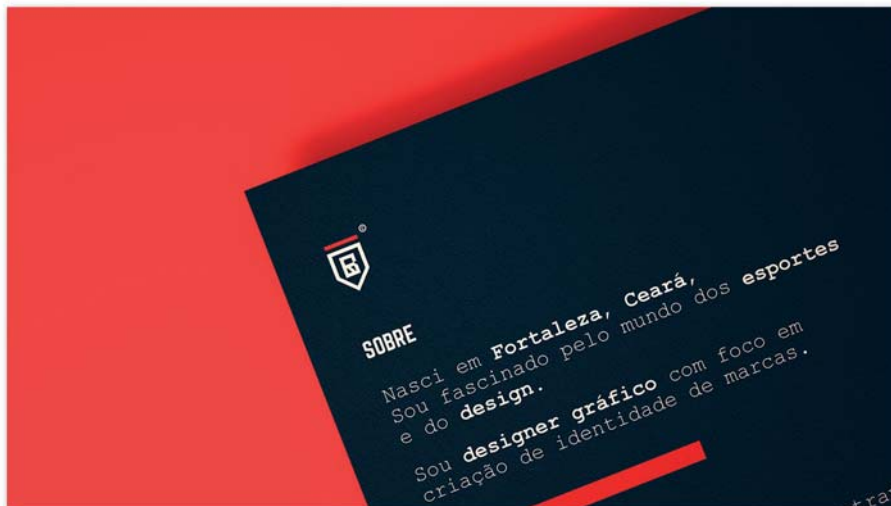 SOBRE
Nasci em Fortaleza, Ceará,
Sou fascinado pelo mundo dos esportes
e do design.
Sou designer gráfico com foco em
criação de identidade de marcas.